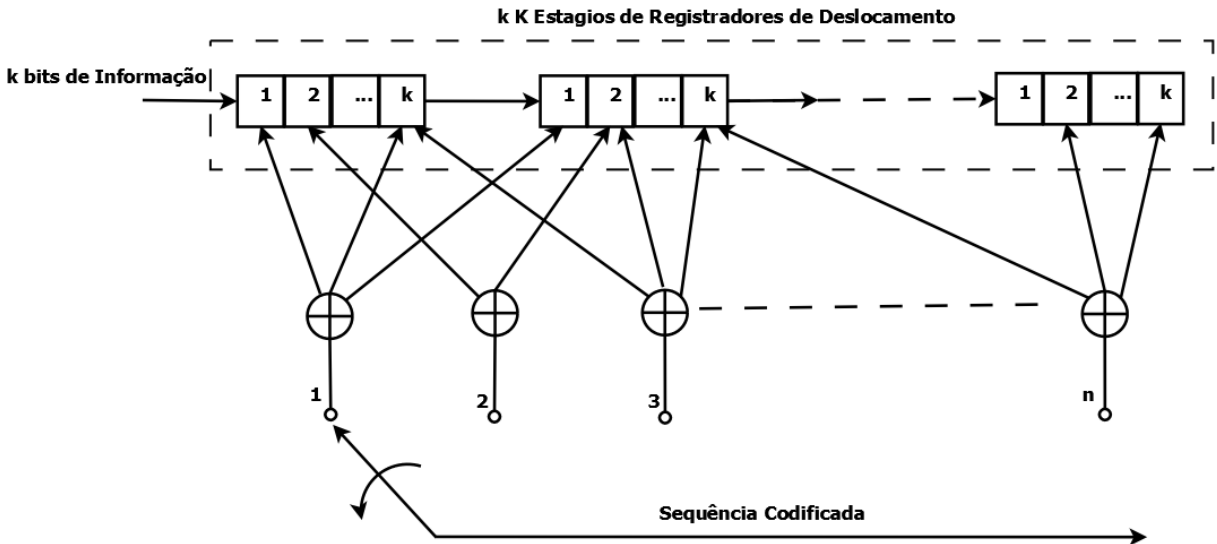 k K Estagios de Registradores de Deslocamento
k bits de Informação
1 2 ... k
1 2 ... k
1 2 ... k
1
2
3
n
Sequência Codificada